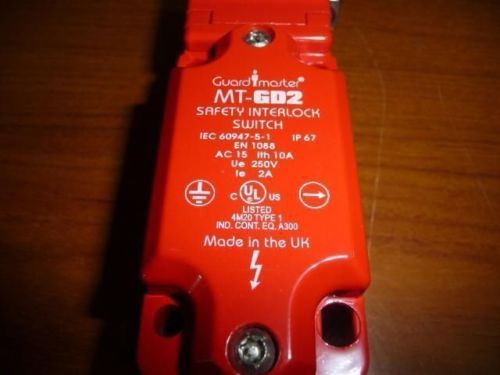 Guardmaster®
MT-GD2
SAFETY INTERLOCK
SWITCH
IEC 60947-5-1 IP 67
EN 1088
AC 15 Ith 10A
Ue 250V
Ie 2A
C UL US
LISTED
4M20 TYPE 1
IND. CONT. EQ. A300
Made in the UK